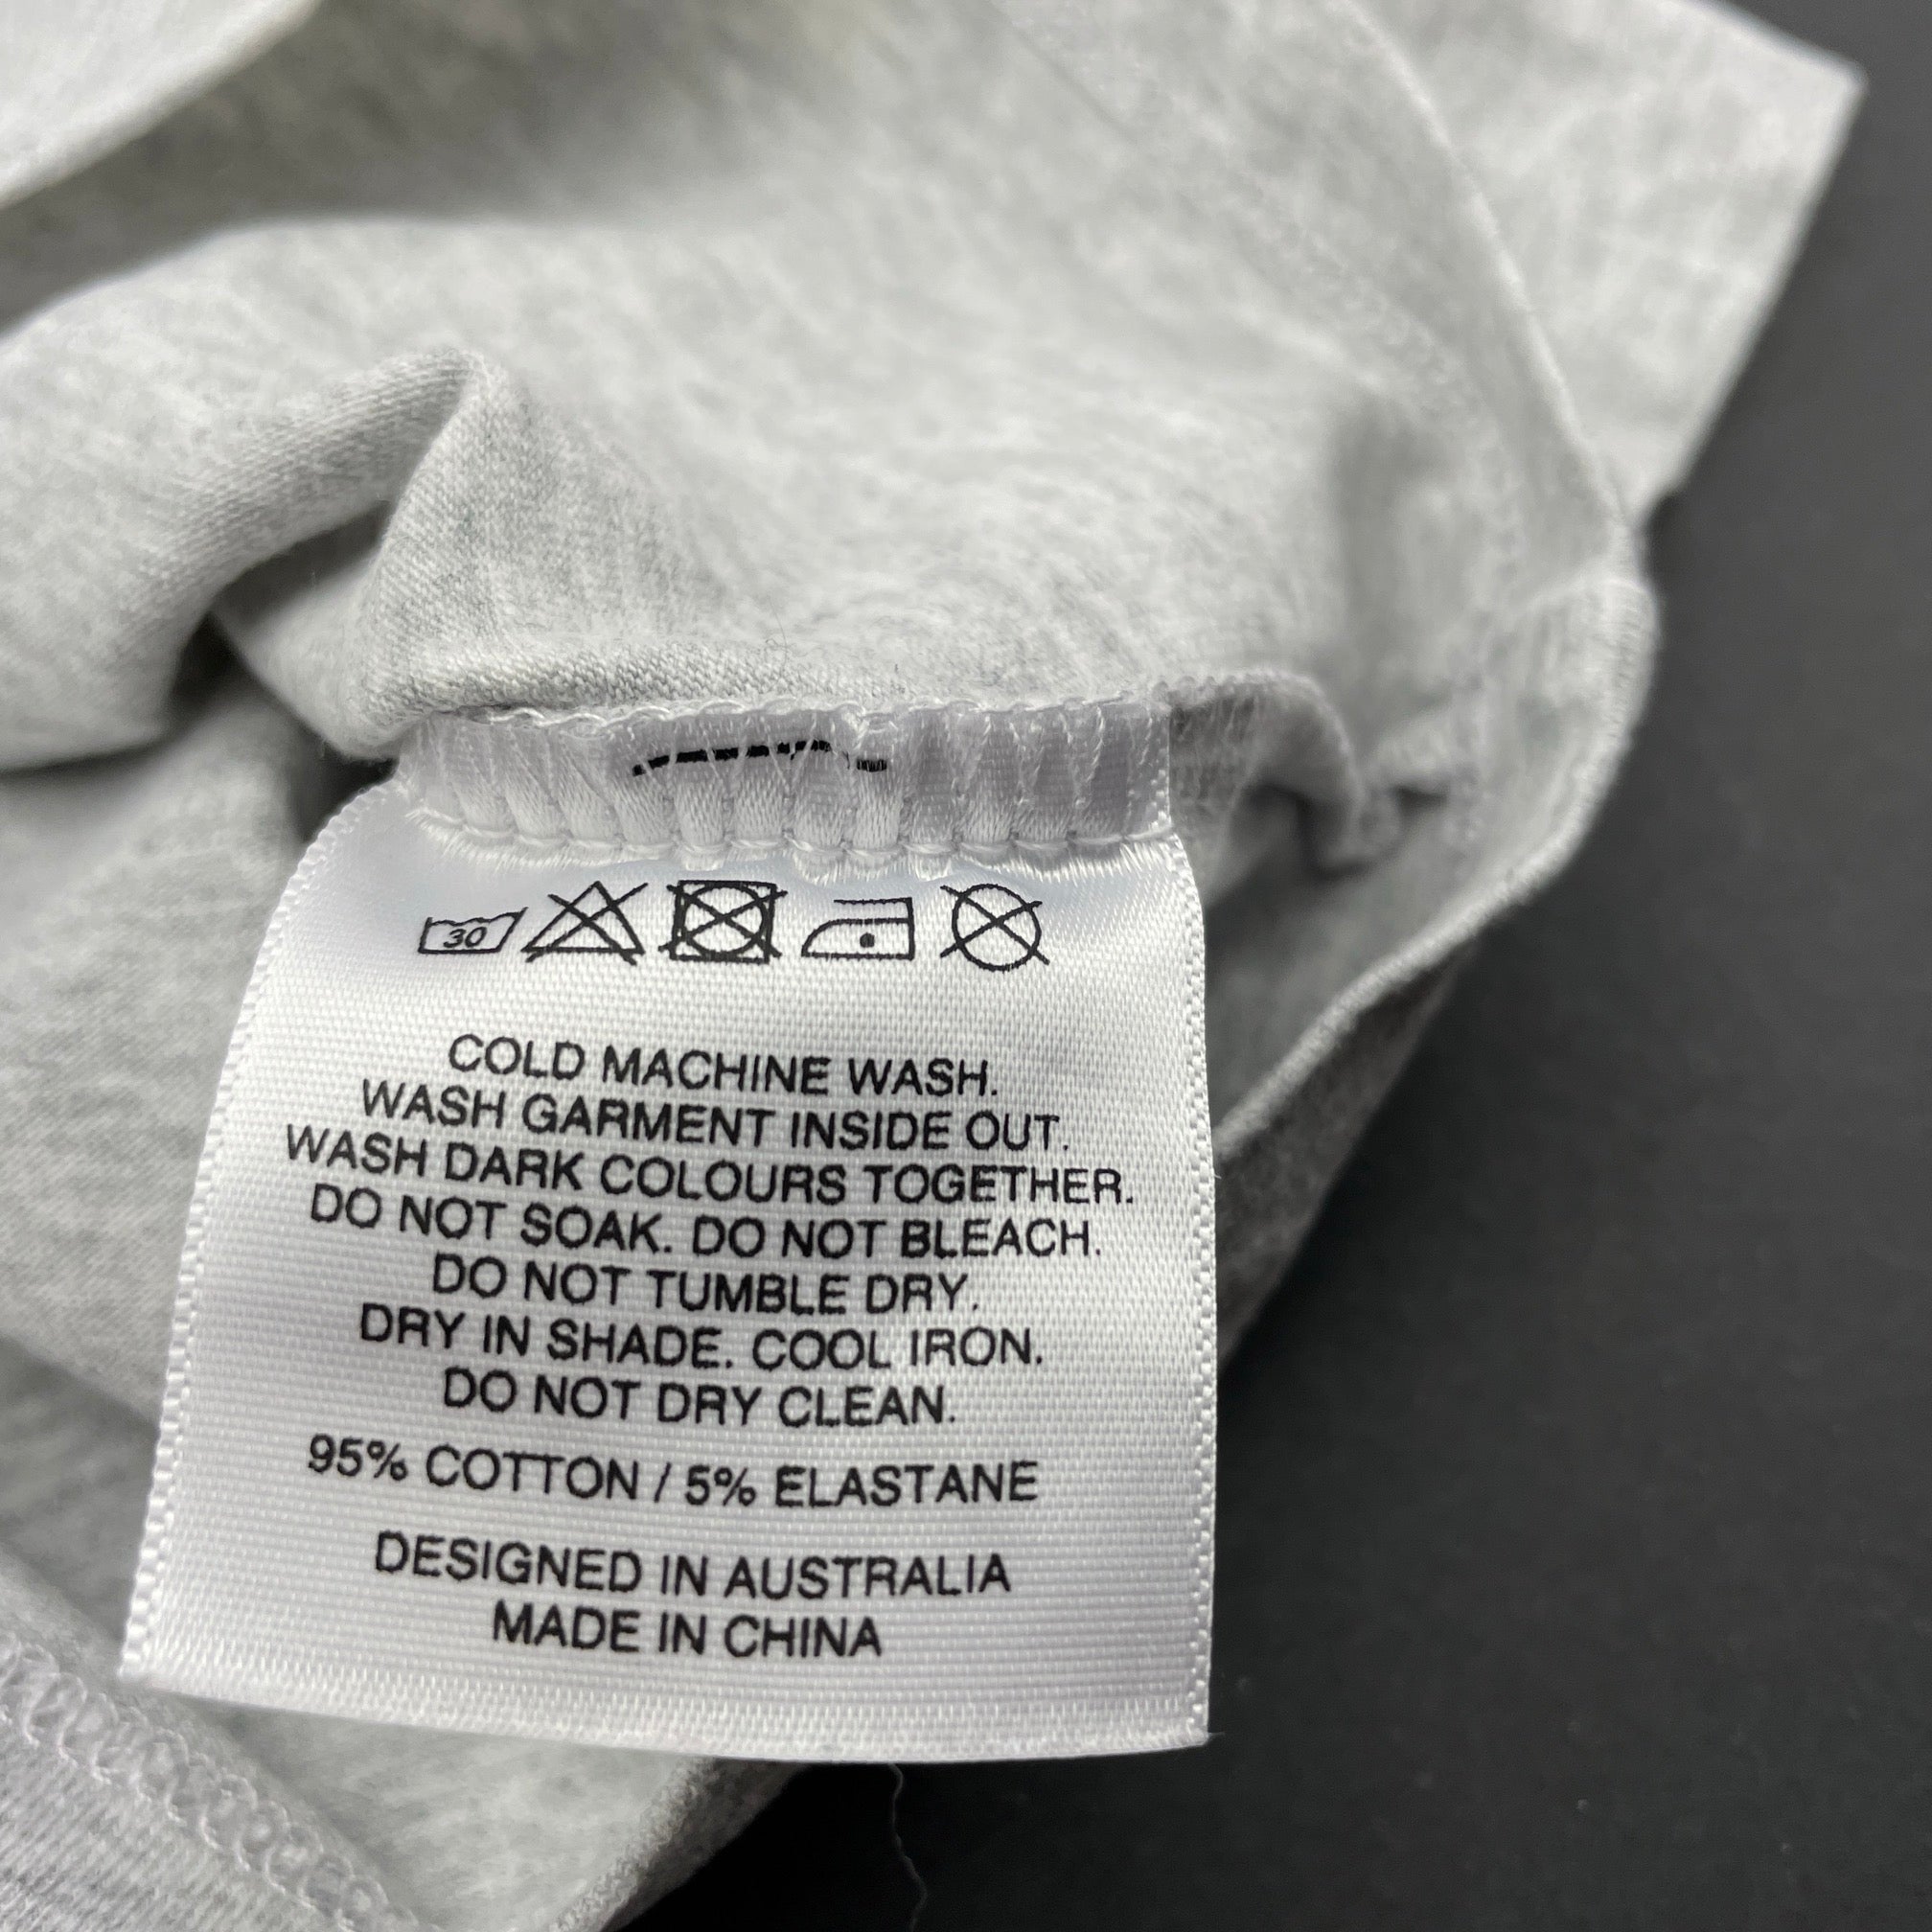 30
COLD MACHINE WASH.
WASH GARMENT INSIDE OUT.
WASH DARK COLOURS TOGETHER.
DO NOT SOAK. DO NOT BLEACH.
DO NOT TUMBLE DRY.
DRY IN SHADE. COOL IRON.
DO NOT DRY CLEAN.
95% COTTON / 5% ELASTANE
DESIGNED IN AUSTRALIA
MADE IN CHINA